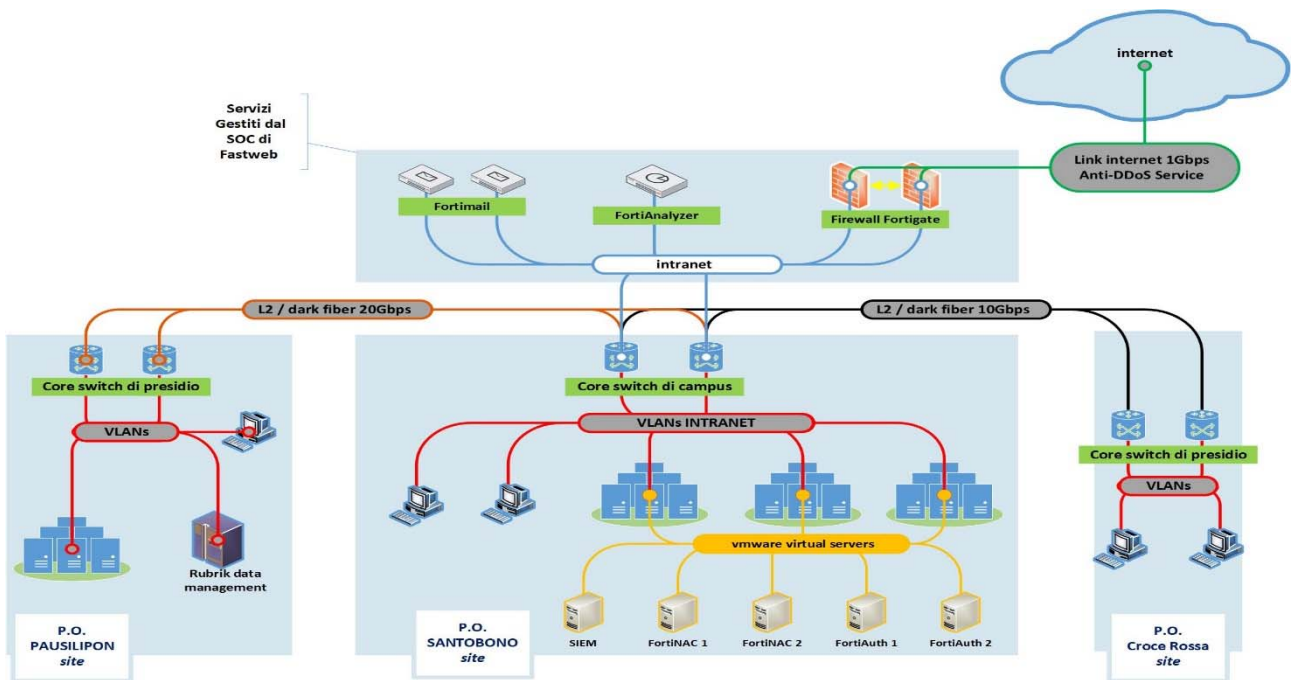 internet
Servizi
Gestiti dal
SOC di
Fastweb
Link internet 1Gbps
Anti-DDoS Service
Fortimail
FortiAnalyzer
Firewall Fortigate
intranet
L2 / dark fiber 20Gbps
L2 / dark fiber 10Gbps
Core switch di presidio
VLANs
Rubrik data
management
P.O.
PAUSILIPON
site
Core switch di campus
VLANs INTRANET
vmware virtual servers
SIEM
FortiNAC 1
FortiNAC 2
FortiAuth 1
FortiAuth 2
P.O.
SANTOBONO
site
Core switch di presidio
VLANs
P.O.
Croce Rossa
site